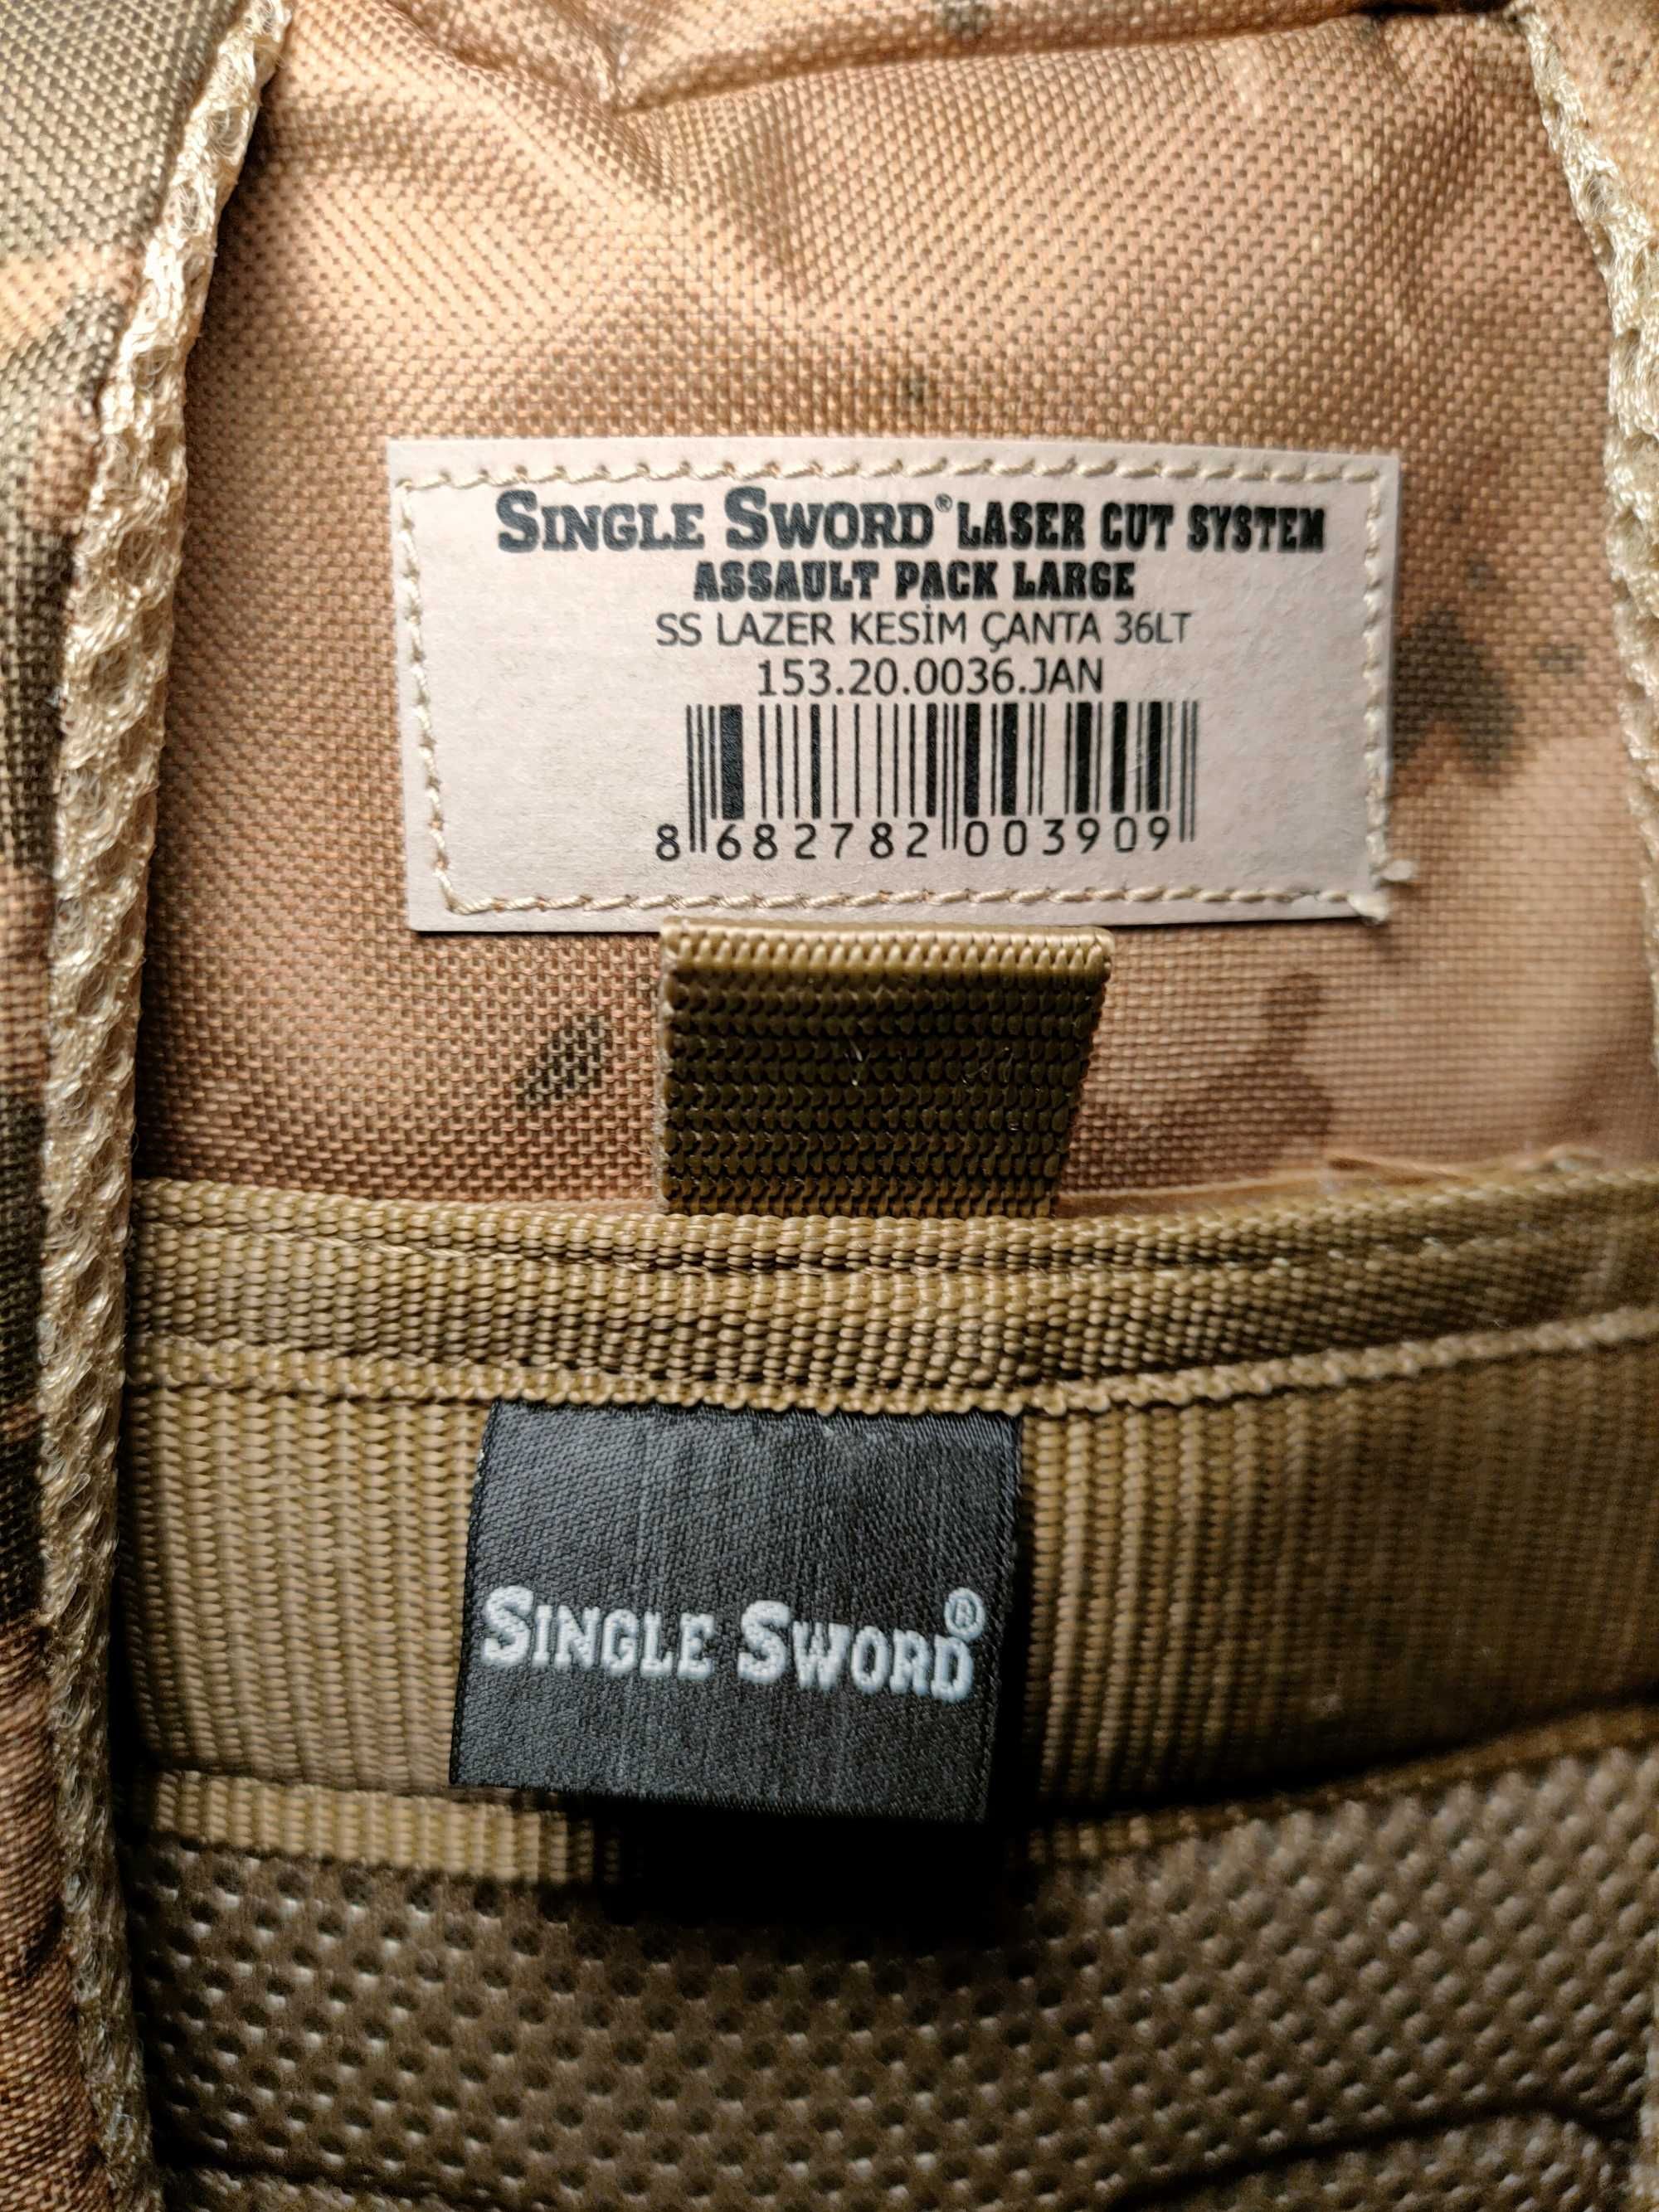 SINGLE SWORD® LASER CUT SYSTEM
ASSAULT PACK LARGE
SS LAZER KESİM ÇANTA 36LT
153.20.0036.JAN
8 682782 003909
SINGLE SWORD®